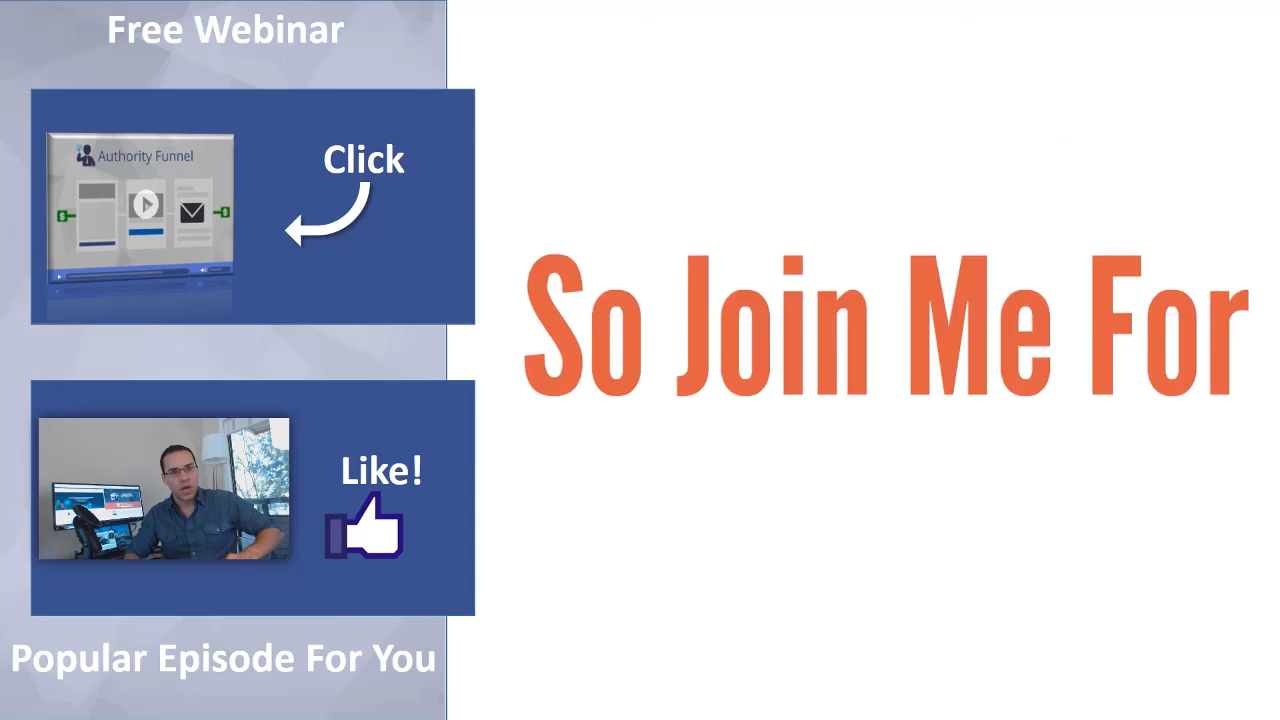 Free Webinar
Authority Funnel
Click
So Join Me For
Like!
Popular Episode For You